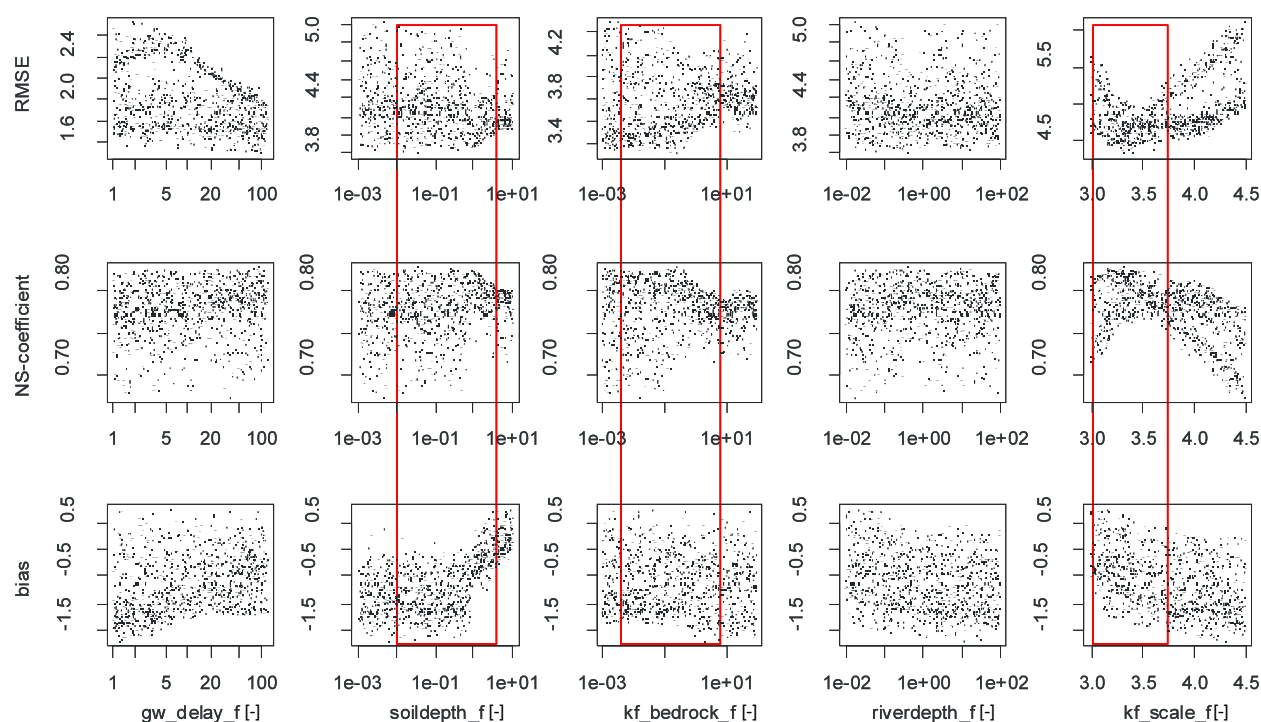 RMSE
1.6 2.0 2.4
3.8 4.4 5.0
3.4 3.8 4.2
3.8 4.4 5.0
4.5 5.5
1 5 20 100
1e-03 1e-01 1e+01
1e-03 1e+01
1e-02 1e+00 1e+02
3.0 3.5 4.0 4.5
NS-coefficient
0.70 0.80
0.70 0.80
0.70 0.80
0.70 0.80
0.70 0.80
1 5 20 100
1e-03 1e-01 1e+01
1e-03 1e+01
1e-02 1e+00 1e+02
3.0 3.5 4.0 4.5
bias
-1.5 -0.5 0.5
-1.5 -0.5 0.5
-1.5 -0.5 0.5
-1.5 -0.5 0.5
-1.5 -0.5 0.5
1 5 20 100
1e-03 1e-01 1e+01
1e-03 1e+01
1e-02 1e+00 1e+02
3.0 3.5 4.0 4.5
gw_delay_f [-]
soildepth_f [-]
kf_bedrock_f [-]
riverdepth_f [-]
kf_scale_f[-]